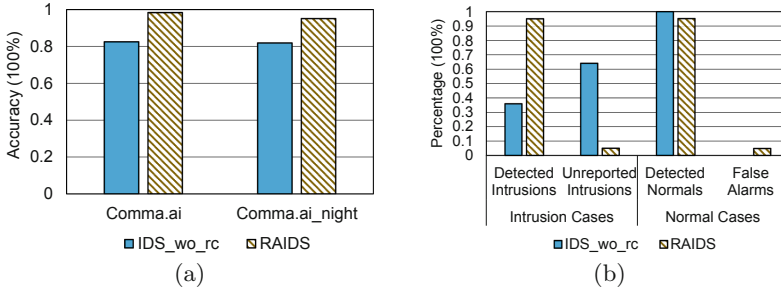 Accuracy (100%)
1
0.8
0.6
0.4
0.2
0
Comma.ai
Comma.ai_night
IDS_wo_rc
RAIDS
(a)
Percentage (100%)
1
0.9
0.8
0.7
0.6
0.5
0.4
0.3
0.2
0.1
0
Detected Intrusions
Unreported Intrusions
Detected Normals
False Alarms
Intrusion Cases
Normal Cases
IDS_wo_rc
RAIDS
(b)